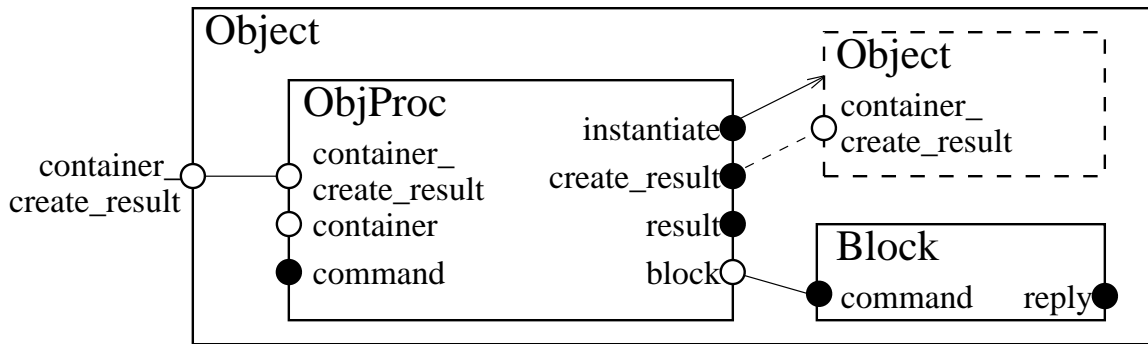 Object
container_
create_result
ObjProc
container_
create_result
container
command
instantiate
create_result
result
block
Object
container_
create_result
Block
command
reply